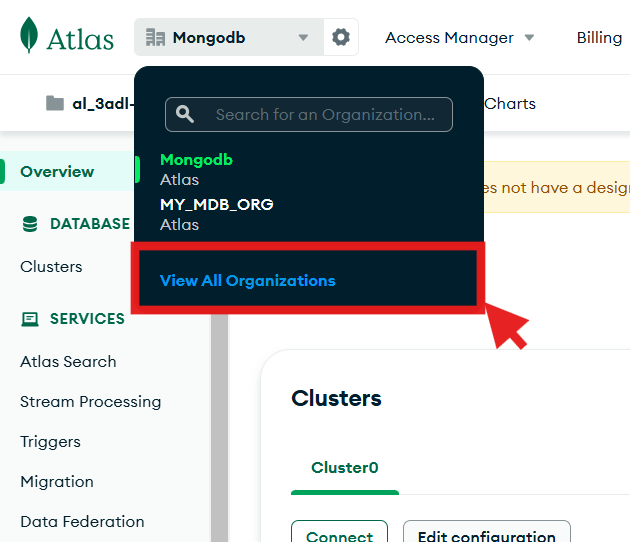 Atlas
Mongodb
Access Manager
Billing
al_3adl-
Charts
Search for an Organization...
Mongodb
Atlas
MY_MDB_ORG
Atlas
View All Organizations
Overview
es not have a design
DATABASE
Clusters
SERVICES
Atlas Search
Stream Processing
Triggers
Migration
Data Federation
Clusters
Cluster0
Connect
Edit configuration